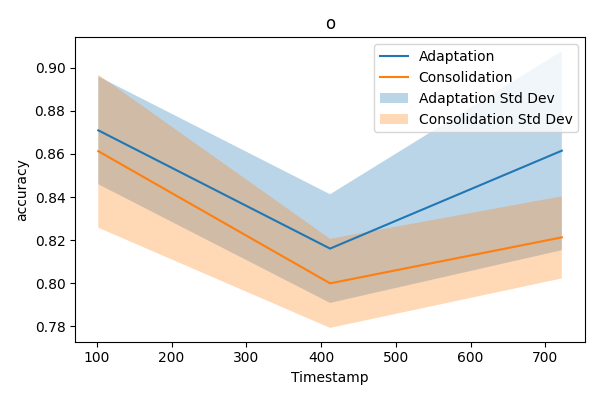 o
Adaptation
Consolidation
Adaptation Std Dev
Consolidation Std Dev
accuracy
0.90
0.88
0.86
0.84
0.82
0.80
0.78
100 200 300 400 500 600 700
Timestamp